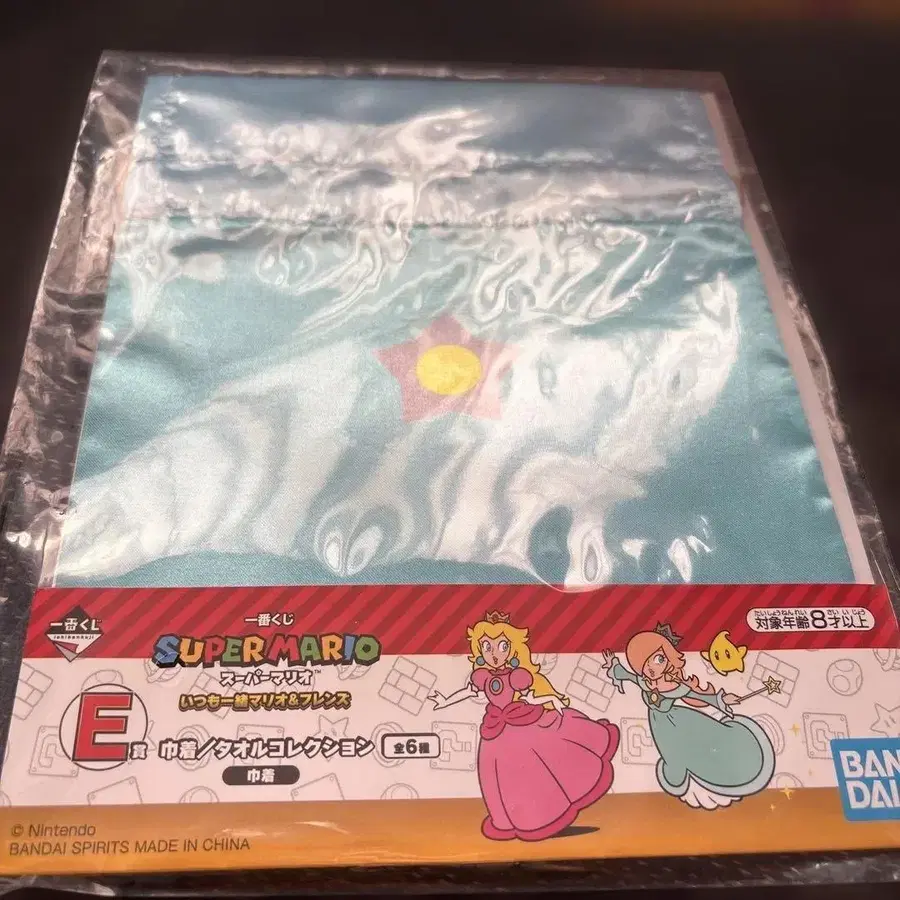 一番くじ
ichibankuji
一番くじ
SUPER MARIO
スーパーマリオ™
いつも一緒マリオ&フレンズ
E賞 巾着/タオルコレクション 全6種
巾着
たいしょうねんれい さい いじょう
対象年齢8才以上
BAN
DAI
© Nintendo
BANDAI SPIRITS MADE IN CHINA